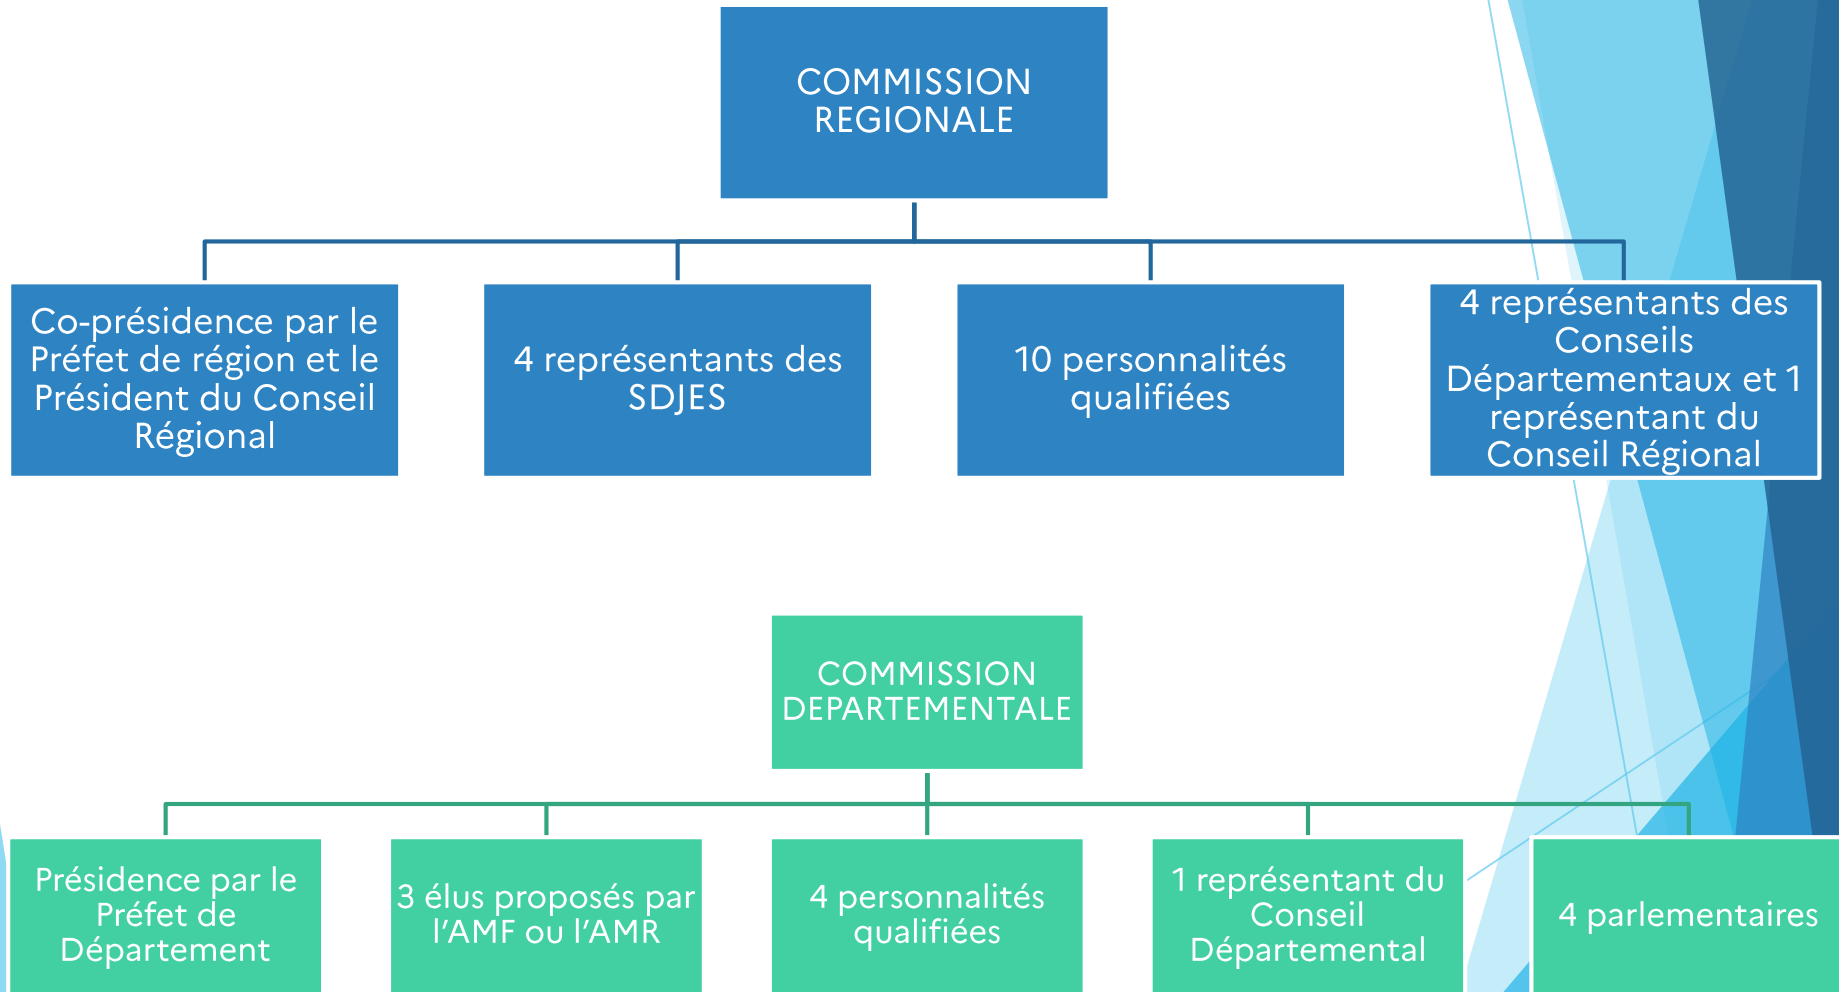 COMMISSION
REGIONALE
Co-présidence par le
Préfet de région et le
Président du Conseil
Régional
4 représentants des
SDJES
10 personnalités
qualifiées
4 représentants des
Conseils
Départementaux et 1
représentant du
Conseil Régional
COMMISSION
DEPARTEMENTALE
Présidence par le
Préfet de
Département
3 élus proposés par
l'AMF ou l'AMR
4 personnalités
qualifiées
1 représentant du
Conseil
Départemental
4 parlementaires